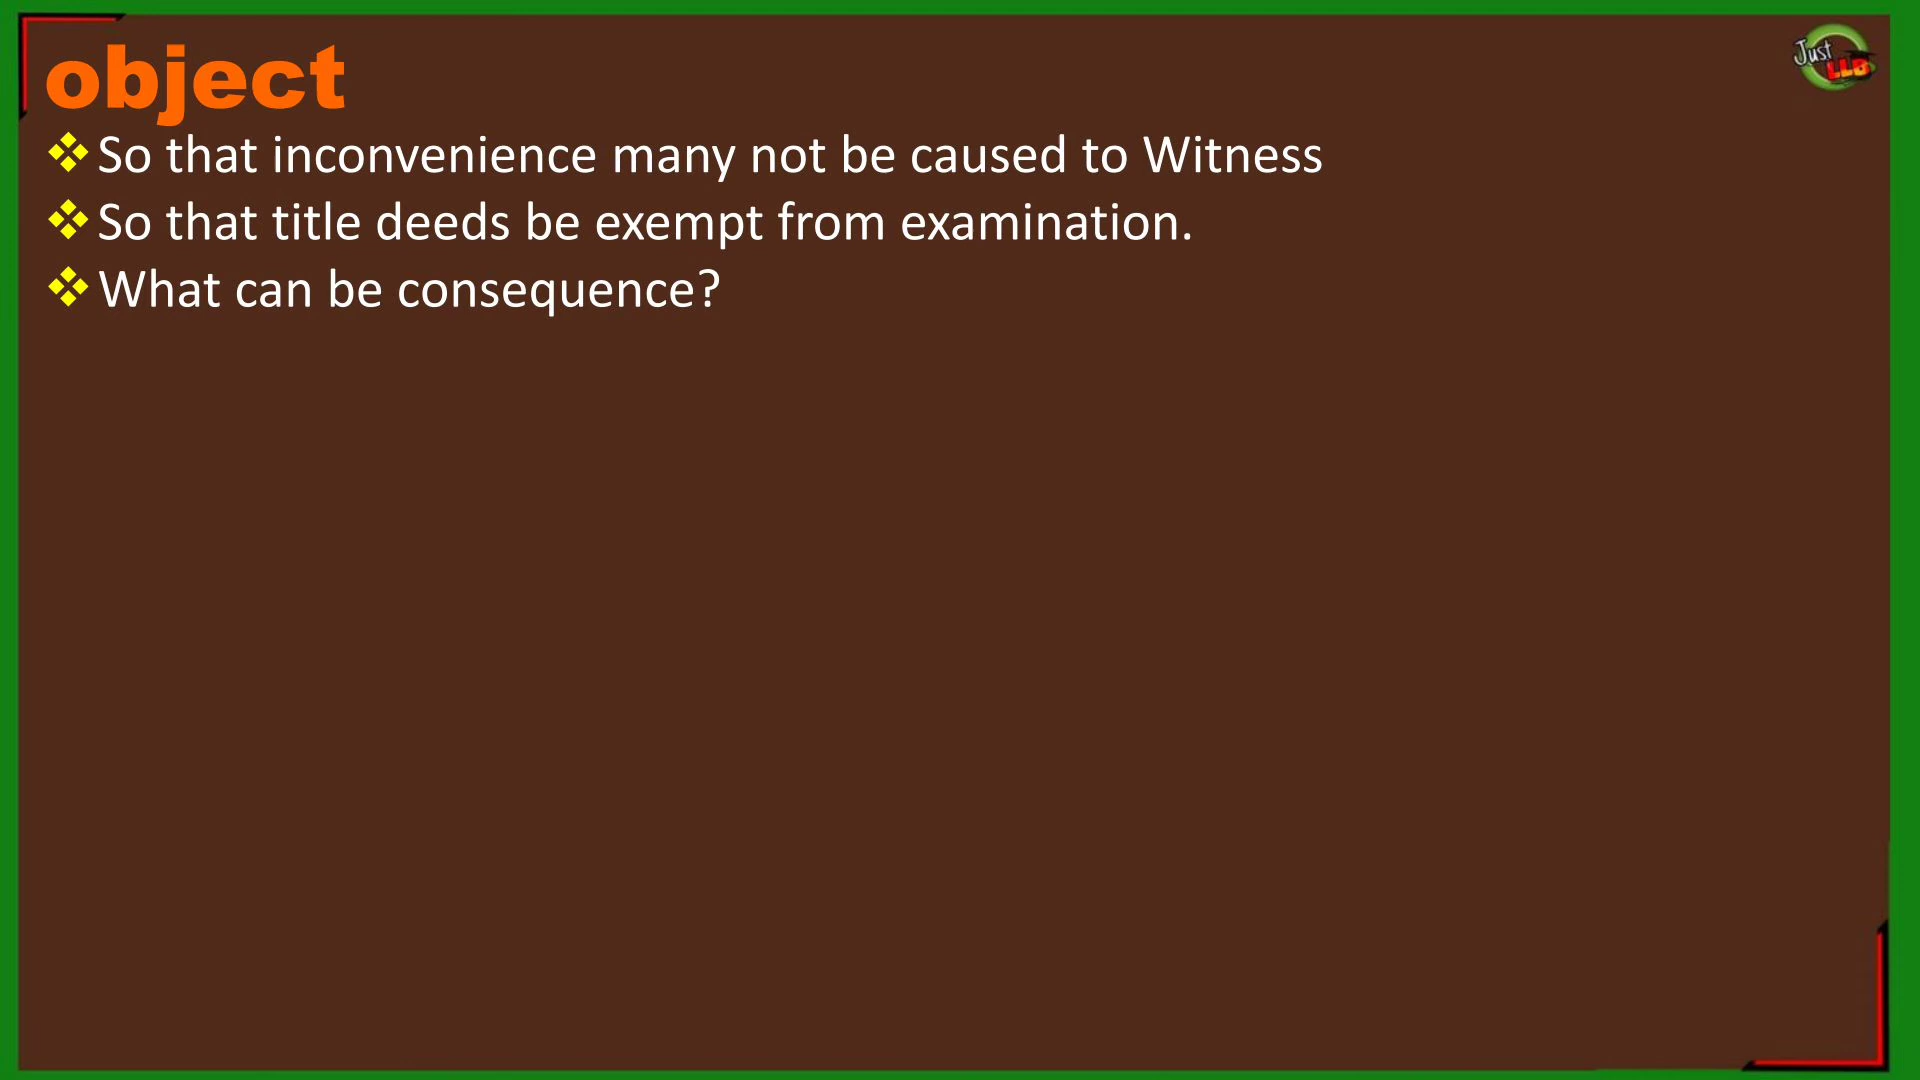 object
Just
LLB
So that inconvenience many not be caused to Witness
So that title deeds be exempt from examination.
What can be consequence?